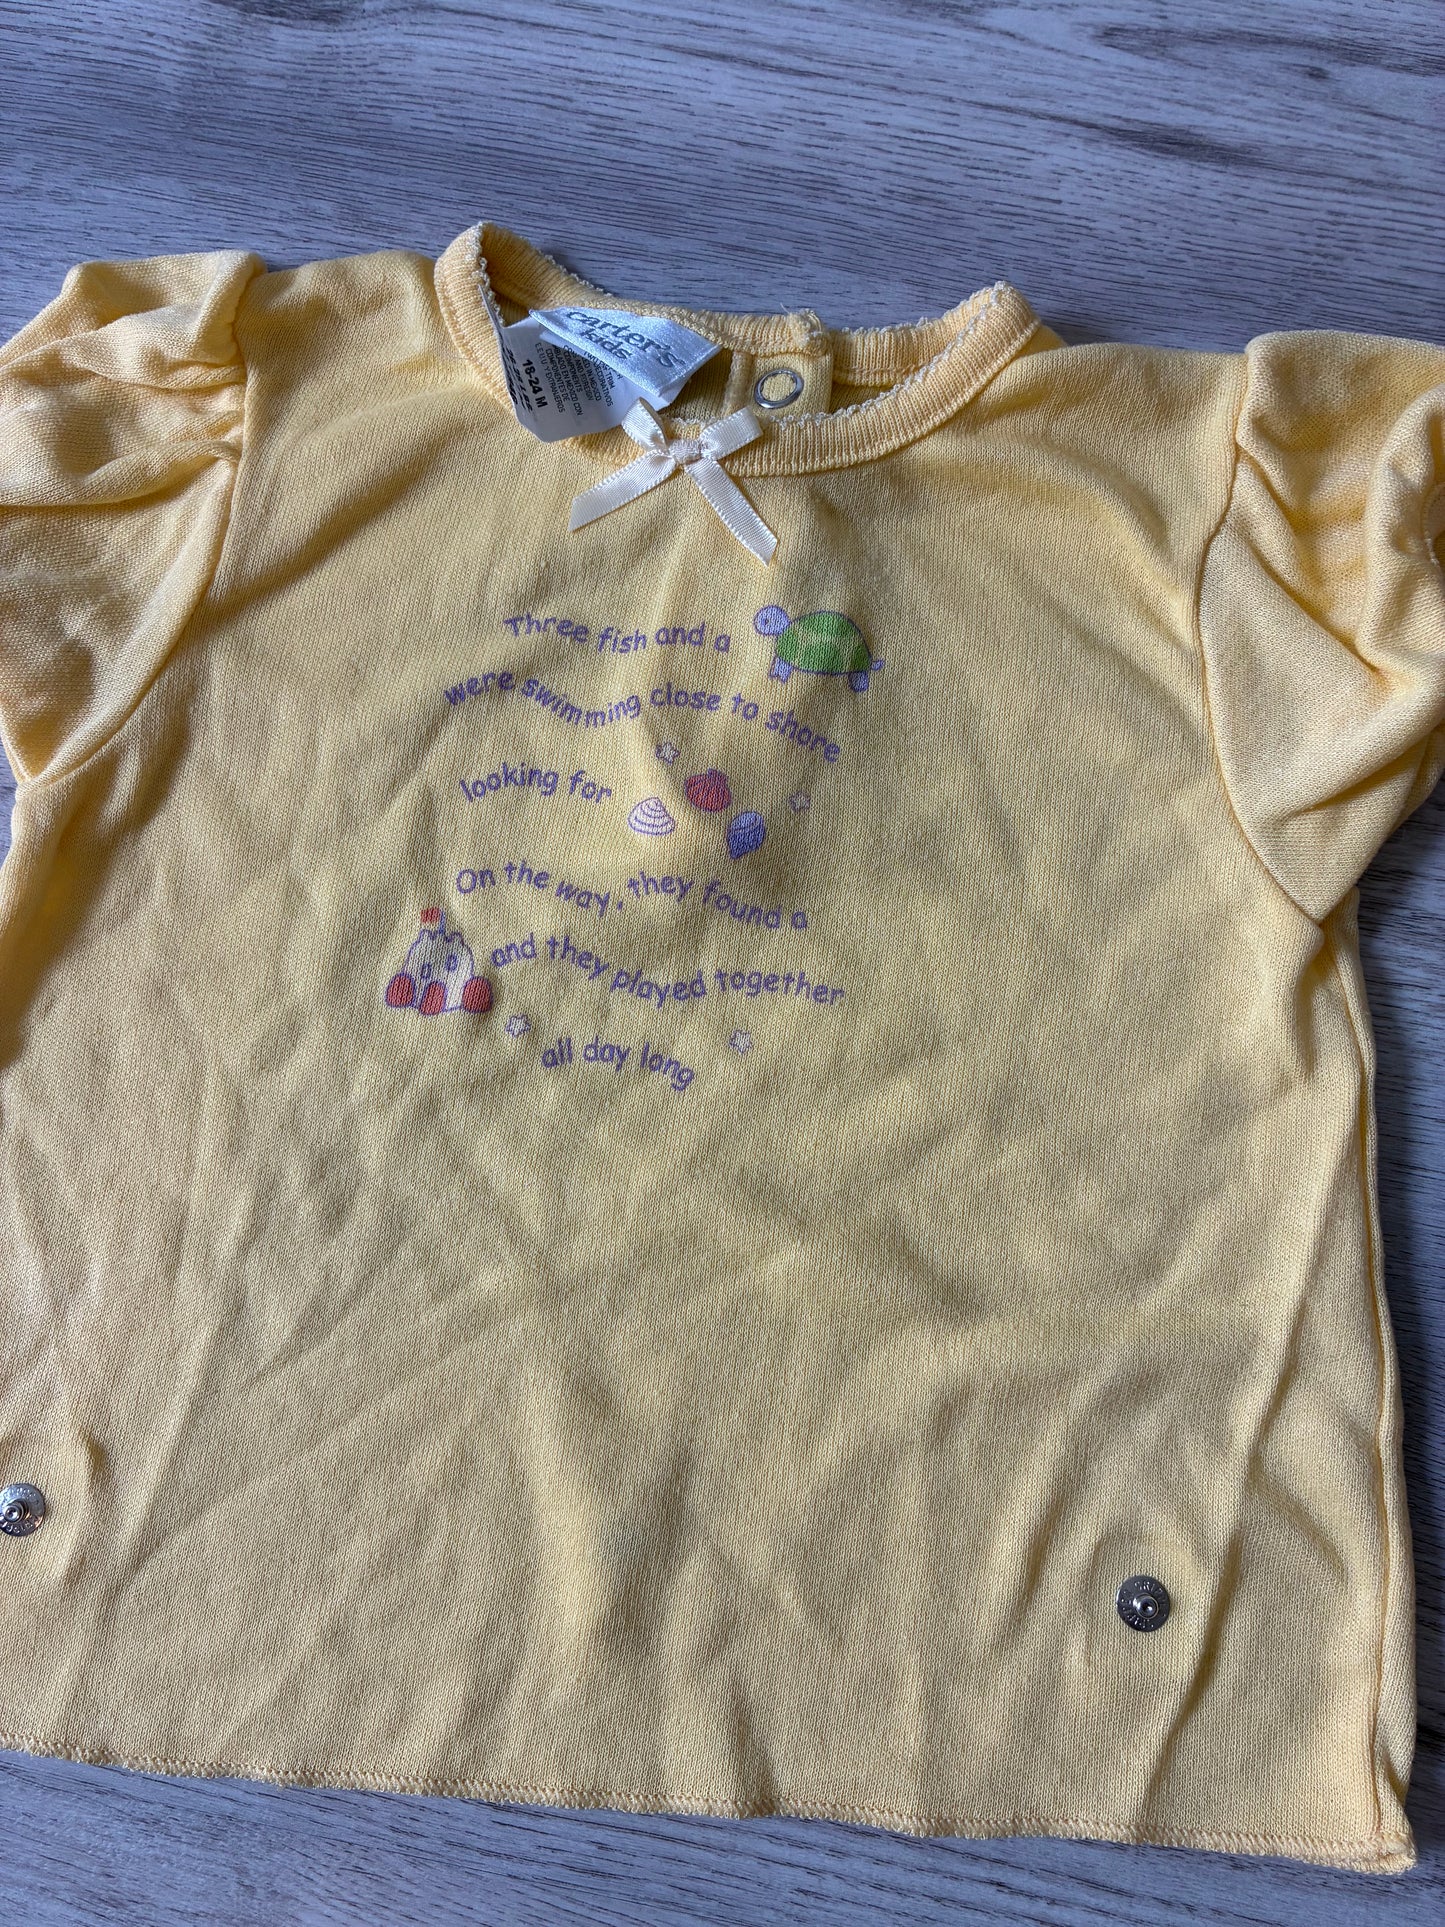 carter's
kids
18-24 M
Three fish and a
were swimming close to shore
looking for
On the way, they found a
and they played together
all day long